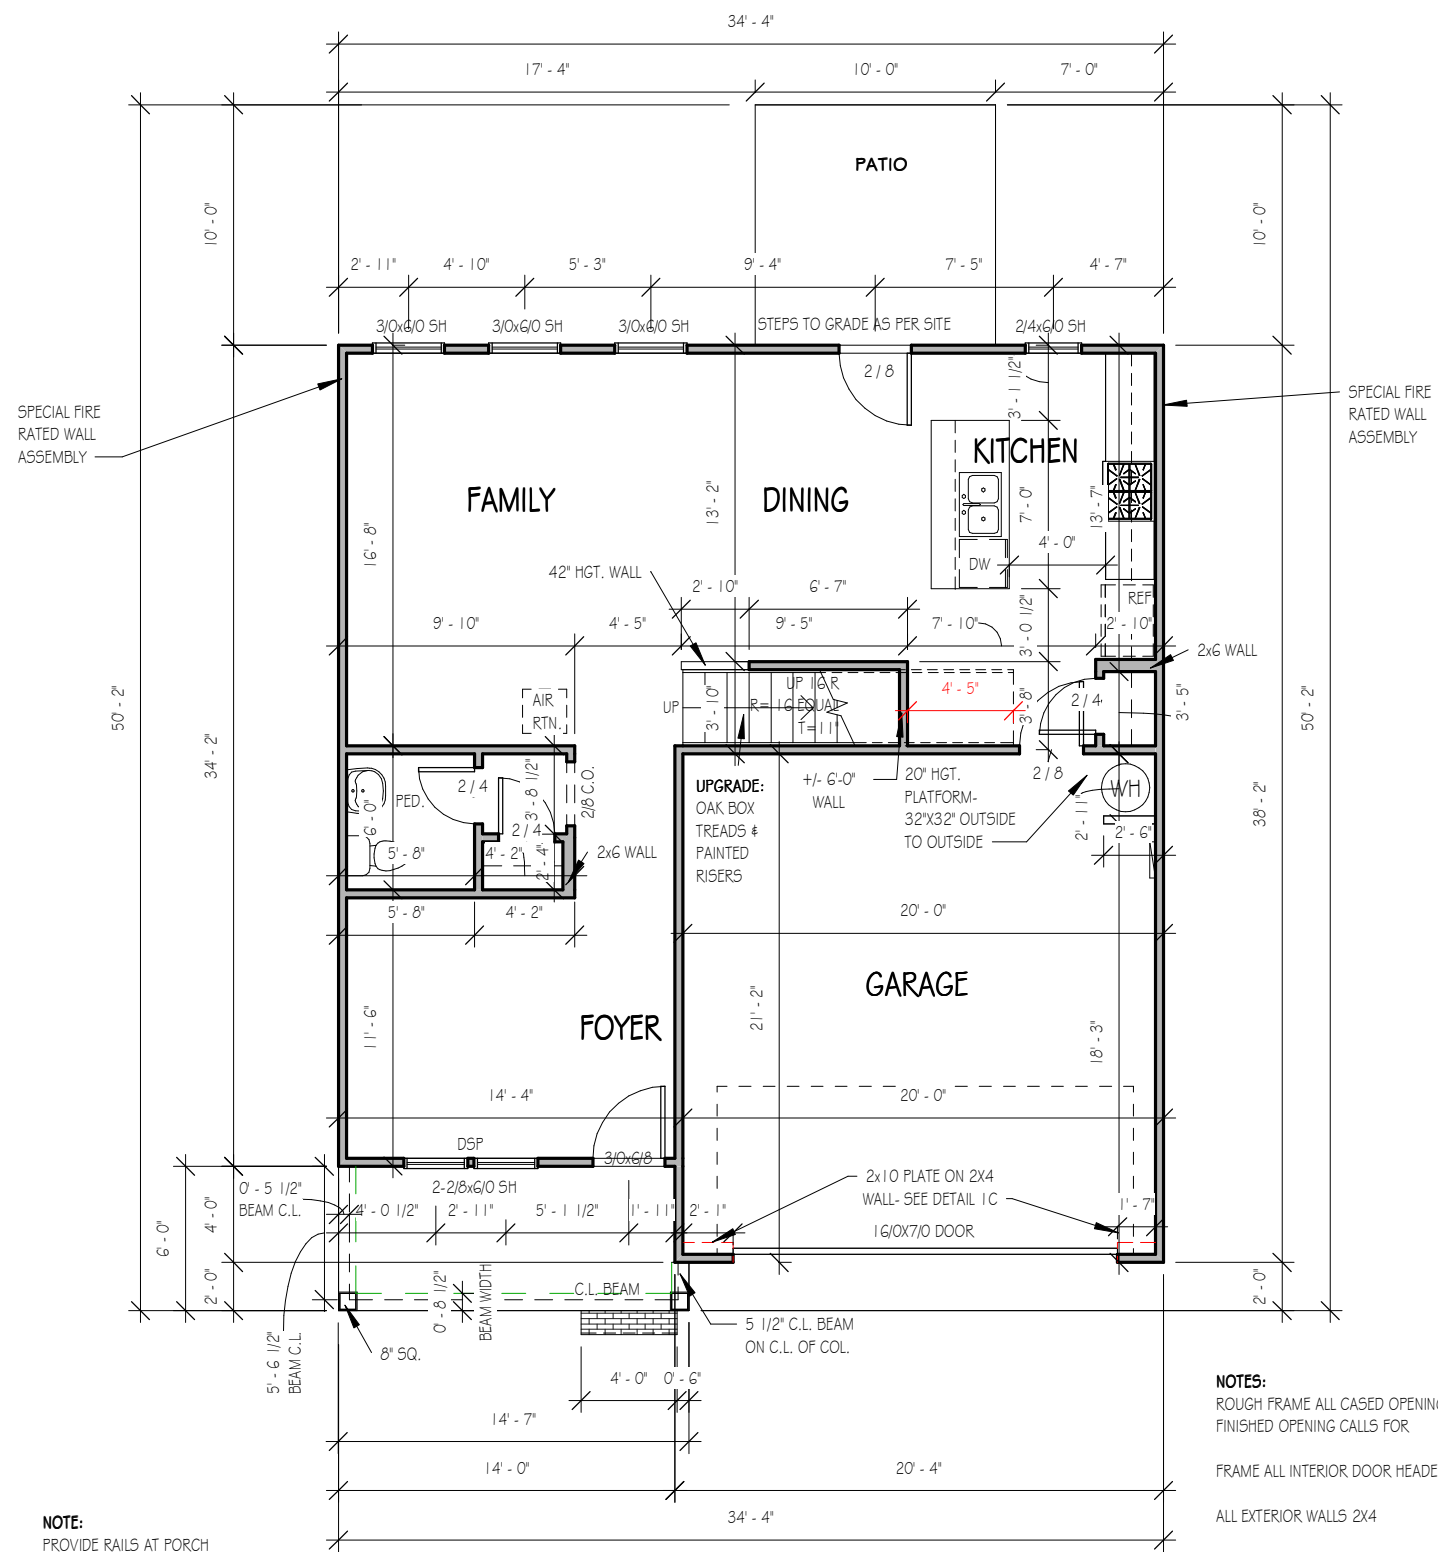 34' - 4"
17' - 4"
10' - 0"
7' - 0"
PATIO
10' - 0"
10' - 0"
2' - 11"
4' - 10"
5' - 3"
9' - 4"
7' - 5"
4' - 7"
3/0x6/0 SH
3/0x6/0 SH
3/0x6/0 SH
STEPS TO GRADE AS PER SITE
2/4x6/0 SH
2 / 8
3' - 1 1/2"
SPECIAL FIRE
RATED WALL
ASSEMBLY
SPECIAL FIRE
RATED WALL
ASSEMBLY
KITCHEN
FAMILY
DINING
13' - 2"
7' - 0"
13' - 7"
16' - 8"
4' - 0"
DW
42" HGT. WALL
2' - 10"
6' - 7"
REF
9' - 10"
4' - 5"
9' - 5"
7' - 10"
3' - 0 1/2"
2' - 10"
2x6 WALL
50' - 2"
34' - 2"
50' - 2"
38' - 2"
AIR
RTN.
UP
3' - 10"
UP 16 R
R= 16 EQUAL
T =11"
4' - 5"
3' - 8"
2 / 4
3' - 5"
2 / 4
3' - 8 1/2"
2/8 C.O.
UPGRADE:
OAK BOX
TREADS &
PAINTED
RISERS
+/- 6'-0"
WALL
20" HGT.
PLATFORM-
32"X32" OUTSIDE
TO OUTSIDE
2 / 8
WH
2' - 11"
2' - 6"
PED.
6' - 0"
2 / 4
5' - 8"
4' - 2"
2' - 4"
2x6 WALL
5' - 8"
4' - 2"
20' - 0"
GARAGE
FOYER
11' - 6"
21' - 2"
18' - 3"
14' - 4"
20' - 0"
DSP
3/0x6/8
2-2/8x6/0 SH
2x10 PLATE ON 2X4
WALL- SEE DETAIL 1C
16/0X7/0 DOOR
0' - 5 1/2"
BEAM C.L.
4' - 0 1/2"
2' - 11"
5' - 1 1/2"
1' - 11"
2' - 1"
1' - 7"
6' - 0"
4' - 0"
2' - 0"
2' - 0"
C.L. BEAM
0' - 8 1/2"
BEAM WIDTH
5' - 6 1/2"
BEAM C.L.
8" SQ.
5 1/2" C.L. BEAM
ON C.L. OF COL.
4' - 0"
0' - 6"
14' - 7"
14' - 0"
20' - 4"
34' - 4"
NOTES:
ROUGH FRAME ALL CASED OPENIN
FINISHED OPENING CALLS FOR
FRAME ALL INTERIOR DOOR HEADE
ALL EXTERIOR WALLS 2X4
NOTE:
PROVIDE RAILS AT PORCH